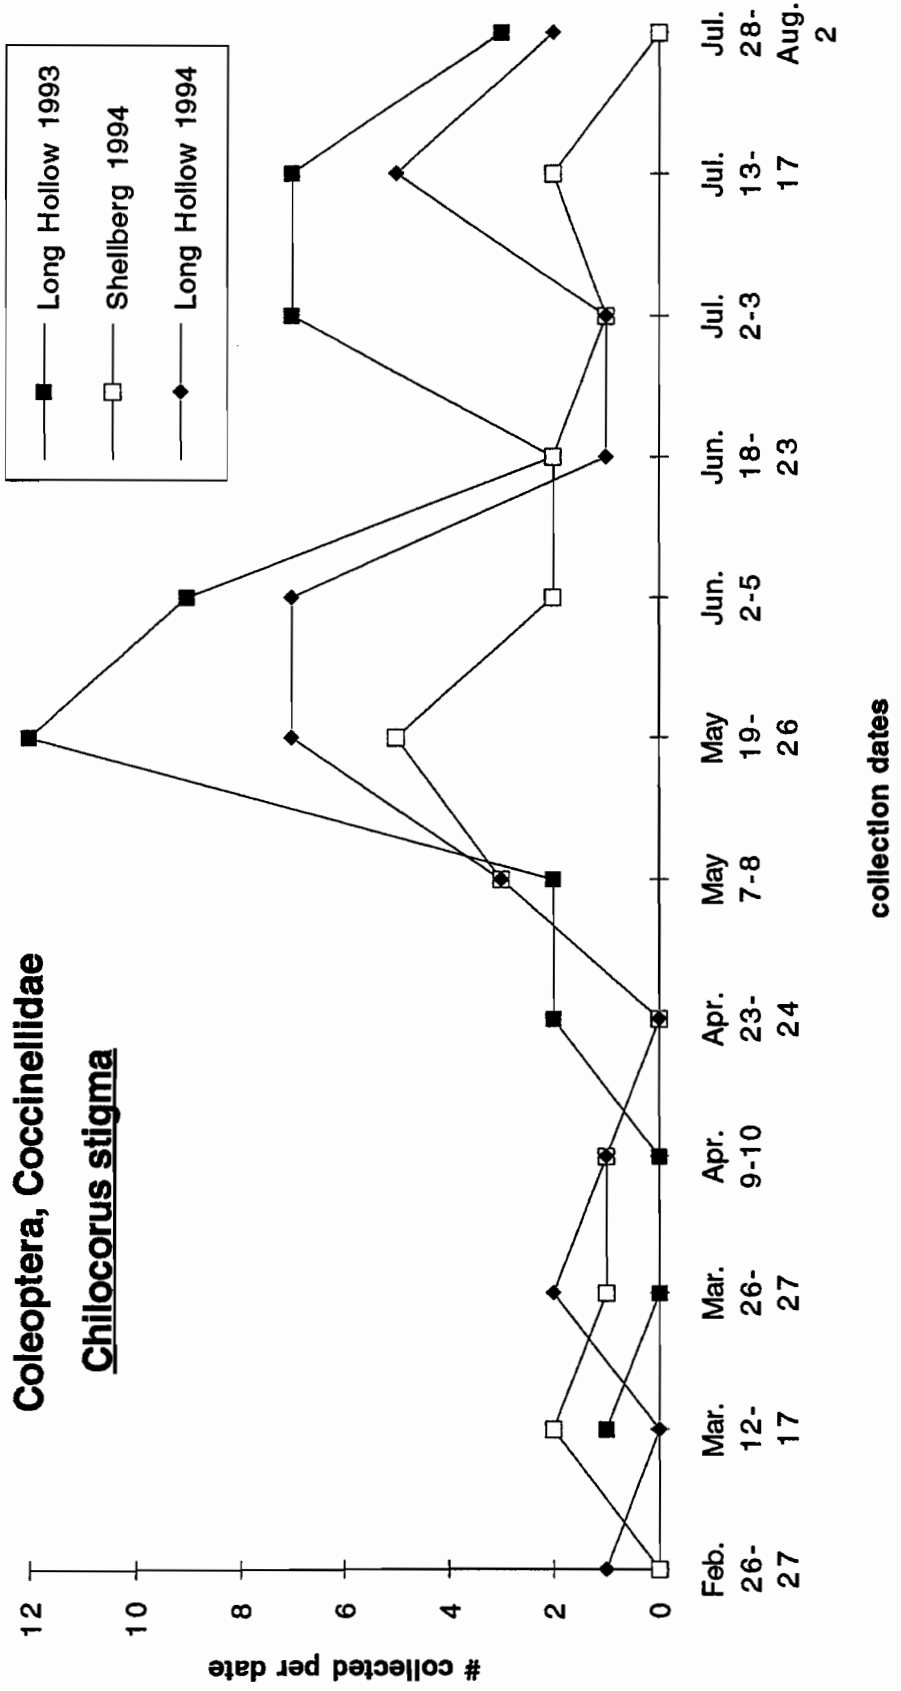 Coleoptera, Coccinellidae
Chilocorus stigma
Long Hollow 1993
Shellberg 1994
Long Hollow 1994
# collected per date
12
10
8
6
4
2
0
Feb. 26-27
Mar. 12-17
Mar. 26-27
Apr. 9-10
Apr. 23-24
May 7-8
May 19-26
Jun. 2-5
Jun. 18-23
Jul. 2-3
Jul. 13-17
Jul. 28-Aug. 2
collection dates